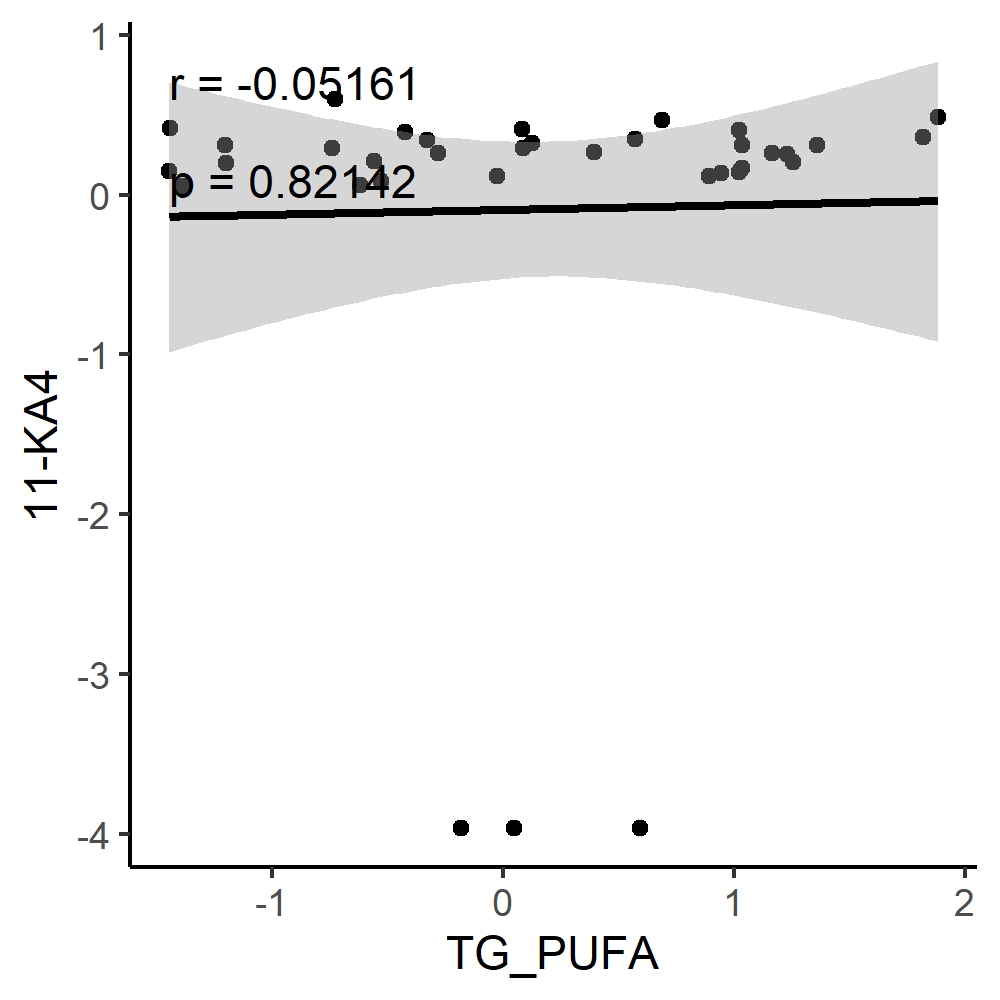 1
r = -0.05161
p = 0.82142
0
-1
-2
-3
-4
11-KA4
-1
0
1
2
TG_PUFA